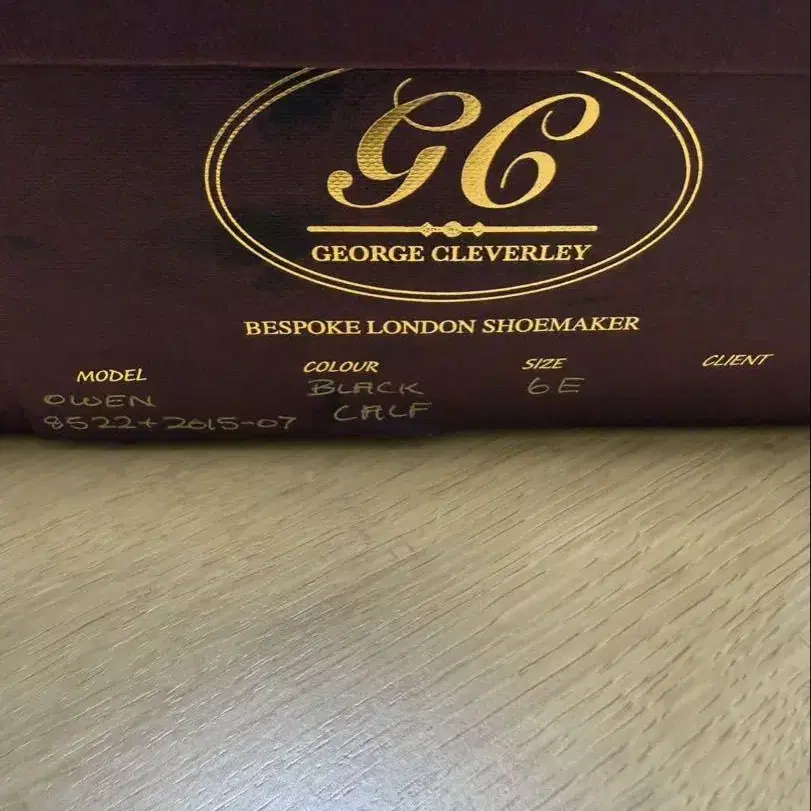 GC
GEORGE CLEVERLEY
BESPOKE LONDON SHOEMAKER
MODEL COLOUR SIZE CLIENT
OWEN BLACK 6E
8522+2015-07 CALF